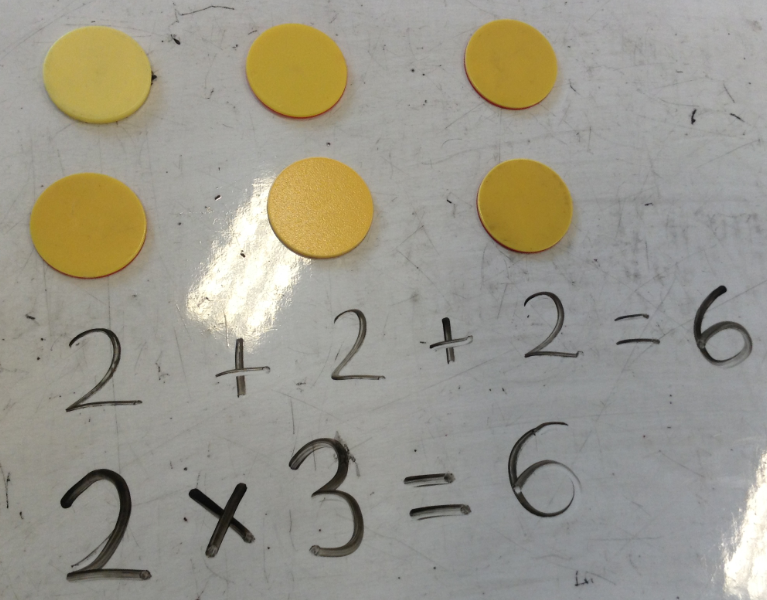 2 + 2 + 2 = 6
2 × 3 = 6